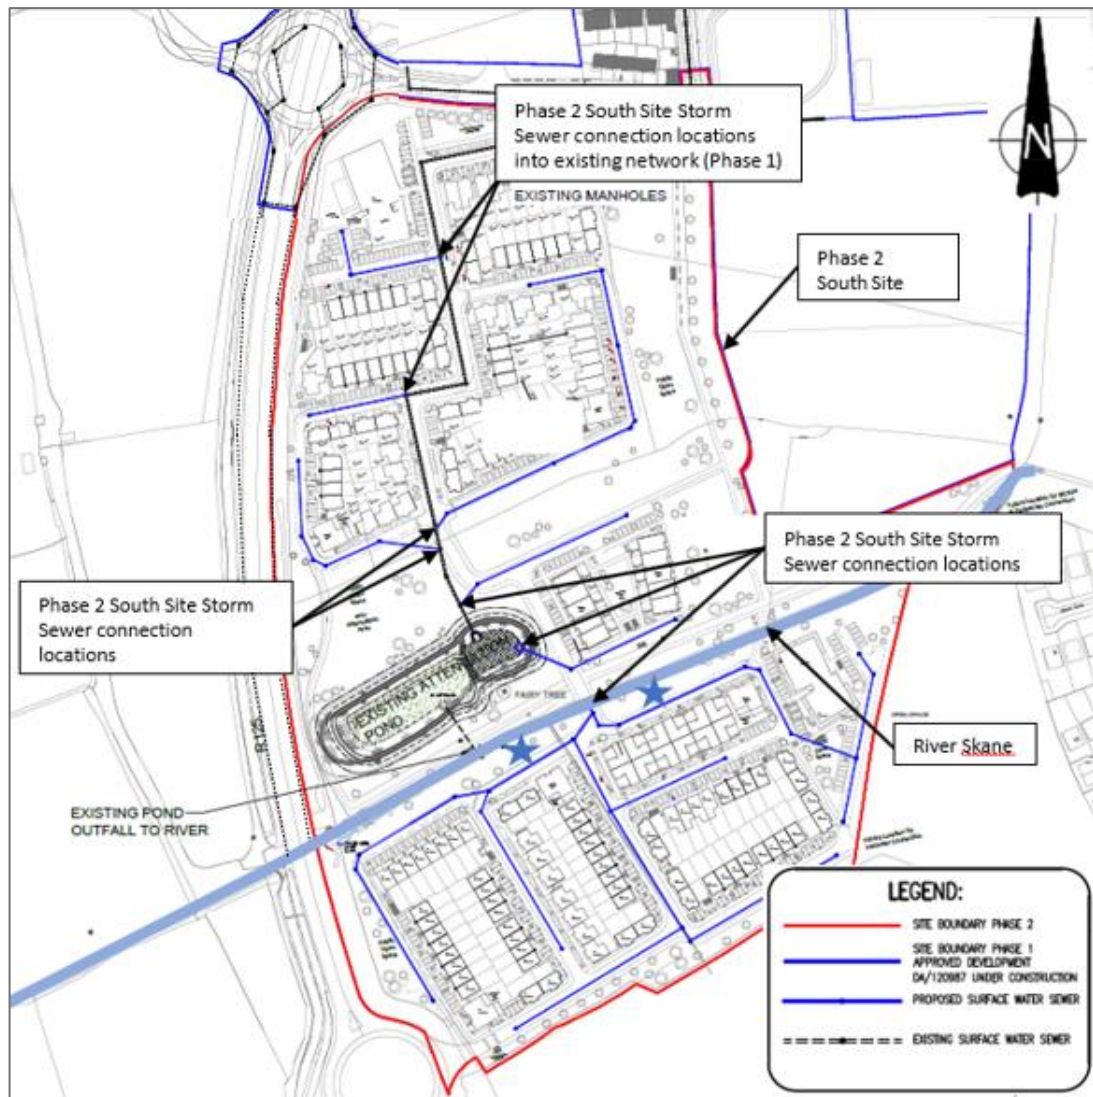 Phase 2 South Site Storm
Sewer connection locations
into existing network (Phase 1)
N
EXISTING MANHOLES
Phase 2
South Site
Phase 2 South Site Storm
Sewer connection locations
Phase 2 South Site Storm
Sewer connection
locations
EXISTING ATTEN
POND
FAIRY TREE
River Skane
EXISTING POND
OUTFALL TO RIVER
LEGEND:
SITE BOUNDARY PHASE 2
SITE BOUNDARY PHASE 1
APPROVED DEVELOPMENT
DA/120987 UNDER CONSTRUCTION
PROPOSED SURFACE WATER SEWER
EXISTING SURFACE WATER SEWER